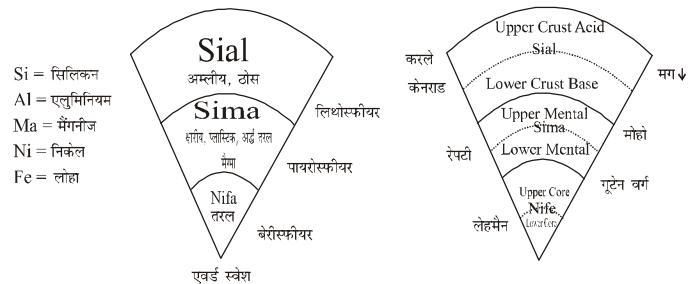 Si = सिलिकन
Al = एलुमिनियम
Ma = मैंगनीज
Ni = निकेल
Fe = लोहा
Sial
अम्लीय, ठोस
Sima
क्षारीय, प्लास्टिक, अर्द्ध तरल
मैग्मा
Nifa
तरल
लिथोस्फीयर
पायरोस्फीयर
बेरीस्फीयर
एवर्ड स्वेश
Upper Crust Acid
Sial
Lower Crust Base
Upper Mental
Sima
Lower Mental
Upper Core
Nife
Lower Core
करले
केनराड
रेपटी
लेहमैन
मग↓
मोहो
गूटेन वर्ग